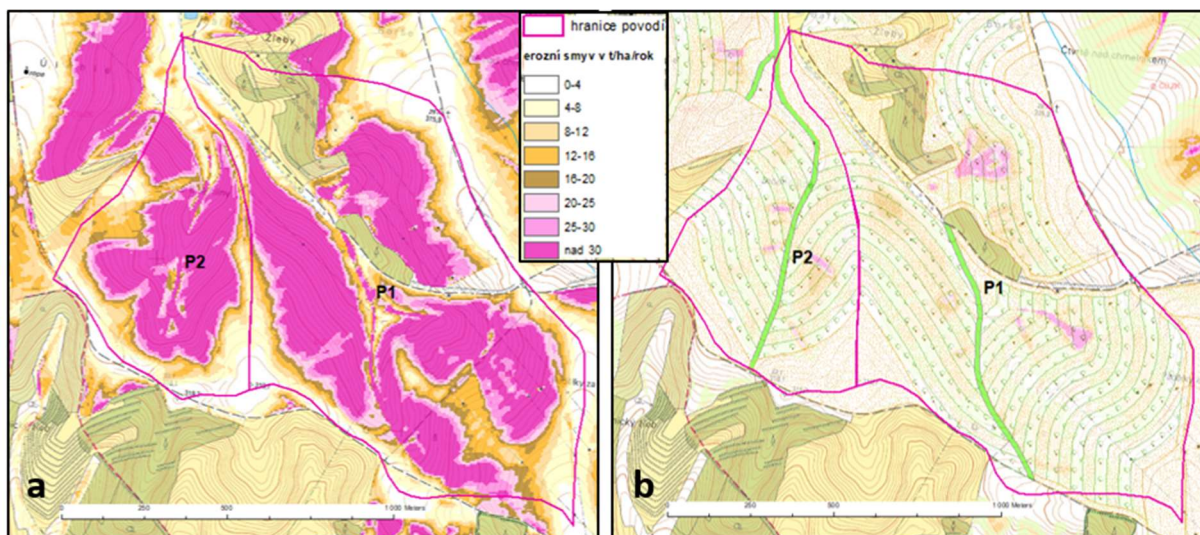 hranice povodí
erozní smyv v t/ha/rok
0-4
4-8
8-12
12-16
16-20
20-25
25-30
nad 30
Žleby
P2
P1
a
0
250
500
1 000 Meters
Žleby
P2
P1
b
0
250
500
1 000 Meters